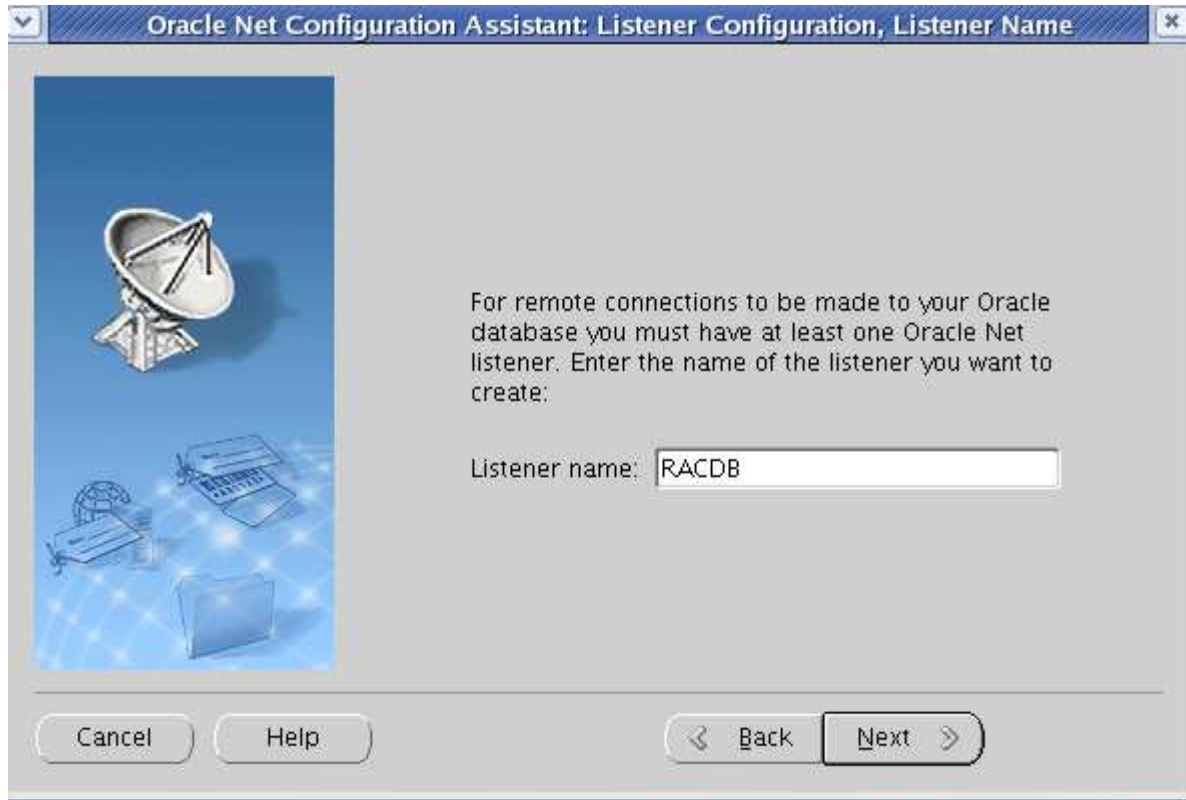 Oracle Net Configuration Assistant: Listener Configuration, Listener Name
For remote connections to be made to your Oracle
database you must have at least one Oracle Net
listener. Enter the name of the listener you want to
create:
Listener name: RACDB
Cancel Help Back Next